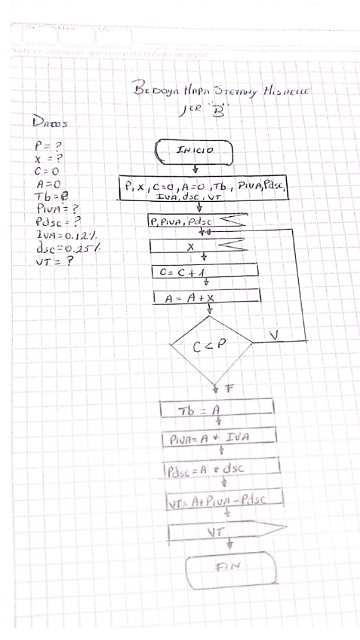 BEDOYA NAPA STEFANY MISHELLE
1ER "B"
DATOS
P = ?
X = ?
C = 0
A = 0
Tb = 0
PIVA = ?
Pdsc = ?
IVA = 0.12%
dsc = 0.25%
VT = ?
INICIO
P, X, C=0, A=0, Tb, PIVA, Pdsc,
IVA, dsc, VT
P, PIVA, Pdsc
X
C = C + 1
A = A + X
C < P
V
F
Tb = A
PIVA = A * IVA
Pdsc = A * dsc
VT = A + PIVA - Pdsc
VT
FIN